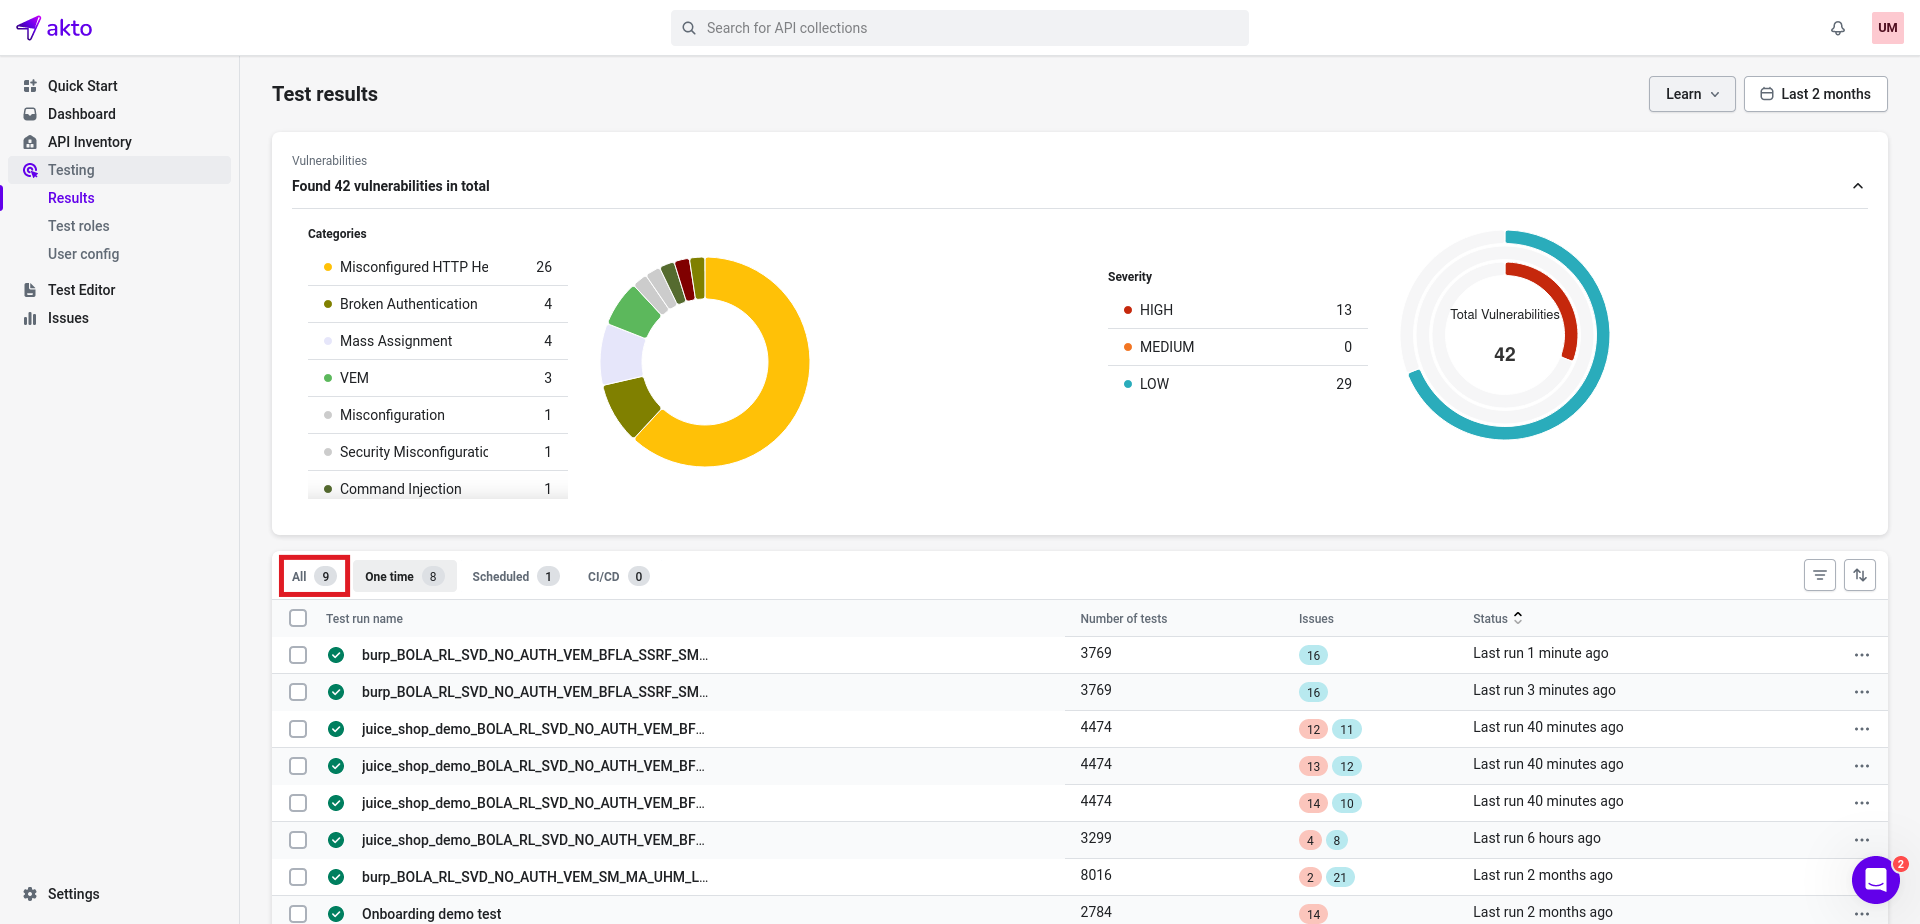 akto
Search for API collections
UM
Quick Start
Dashboard
API Inventory
Testing
Results
Test roles
User config
Test Editor
Issues
Settings
Test results
Learn
Last 2 months
Vulnerabilities
Found 42 vulnerabilities in total
Categories
Misconfigured HTTP He 26
Broken Authentication 4
Mass Assignment 4
VEM 3
Misconfiguration 1
Security Misconfiguratic 1
Command Injection 1
Severity
HIGH 13
MEDIUM 0
LOW 29
Total Vulnerabilities
42
All 9 One time 8 Scheduled 1 CI/CD 0
Test run name Number of tests Issues Status
burp_BOLA_RL_SVD_NO_AUTH_VEM_BFLA_SSRF_SM... 3769 16 Last run 1 minute ago
burp_BOLA_RL_SVD_NO_AUTH_VEM_BFLA_SSRF_SM... 3769 16 Last run 3 minutes ago
juice_shop_demo_BOLA_RL_SVD_NO_AUTH_VEM_BF... 4474 12 11 Last run 40 minutes ago
juice_shop_demo_BOLA_RL_SVD_NO_AUTH_VEM_BF... 4474 13 12 Last run 40 minutes ago
juice_shop_demo_BOLA_RL_SVD_NO_AUTH_VEM_BF... 4474 14 10 Last run 40 minutes ago
juice_shop_demo_BOLA_RL_SVD_NO_AUTH_VEM_BF... 3299 4 8 Last run 6 hours ago
burp_BOLA_RL_SVD_NO_AUTH_VEM_SM_MA_UHM_L... 8016 2 21 Last run 2 months ago
Onboarding demo test 2784 14 Last run 2 months ago
2